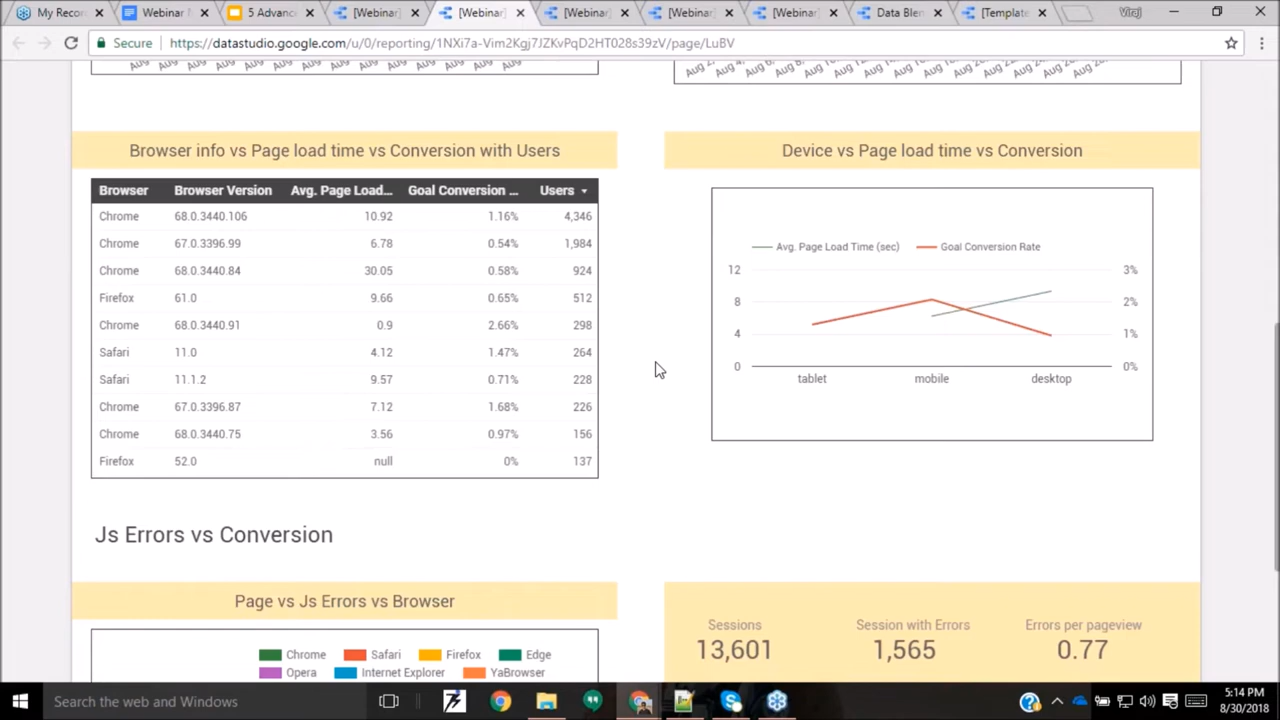 My Reco
Webinar
5 Advanc
[Webinar]
[Webinar]
[Webinar]
[Webinar]
[Webinar]
Data Blen
[Template
Viraj
Secure
https://datastudio.google.com/u/0/reporting/1NXi7a-Vim2Kgj7JZKvPqD2HT028s39zV/page/LuBV
Browser info vs Page load time vs Conversion with Users
Device vs Page load time vs Conversion
Browser Browser Version Avg. Page Load... Goal Conversion ... Users
Chrome 68.0.3440.106 10.92 1.16% 4,346
Chrome 67.0.3396.99 6.78 0.54% 1,984
Chrome 68.0.3440.84 30.05 0.58% 924
Firefox 61.0 9.66 0.65% 512
Chrome 68.0.3440.91 0.9 2.66% 298
Safari 11.0 4.12 1.47% 264
Safari 11.1.2 9.57 0.71% 228
Chrome 67.0.3396.87 7.12 1.68% 226
Chrome 68.0.3440.75 3.56 0.97% 156
Firefox 52.0 null 0% 137
Avg. Page Load Time (sec) Goal Conversion Rate
12 3%
8 2%
4 1%
0 0%
tablet mobile desktop
Js Errors vs Conversion
Page vs Js Errors vs Browser
Chrome Safari Firefox Edge
Opera Internet Explorer YaBrowser
Sessions Session with Errors Errors per pageview
13,601 1,565 0.77
Search the web and Windows
5:14 PM
8/30/2018